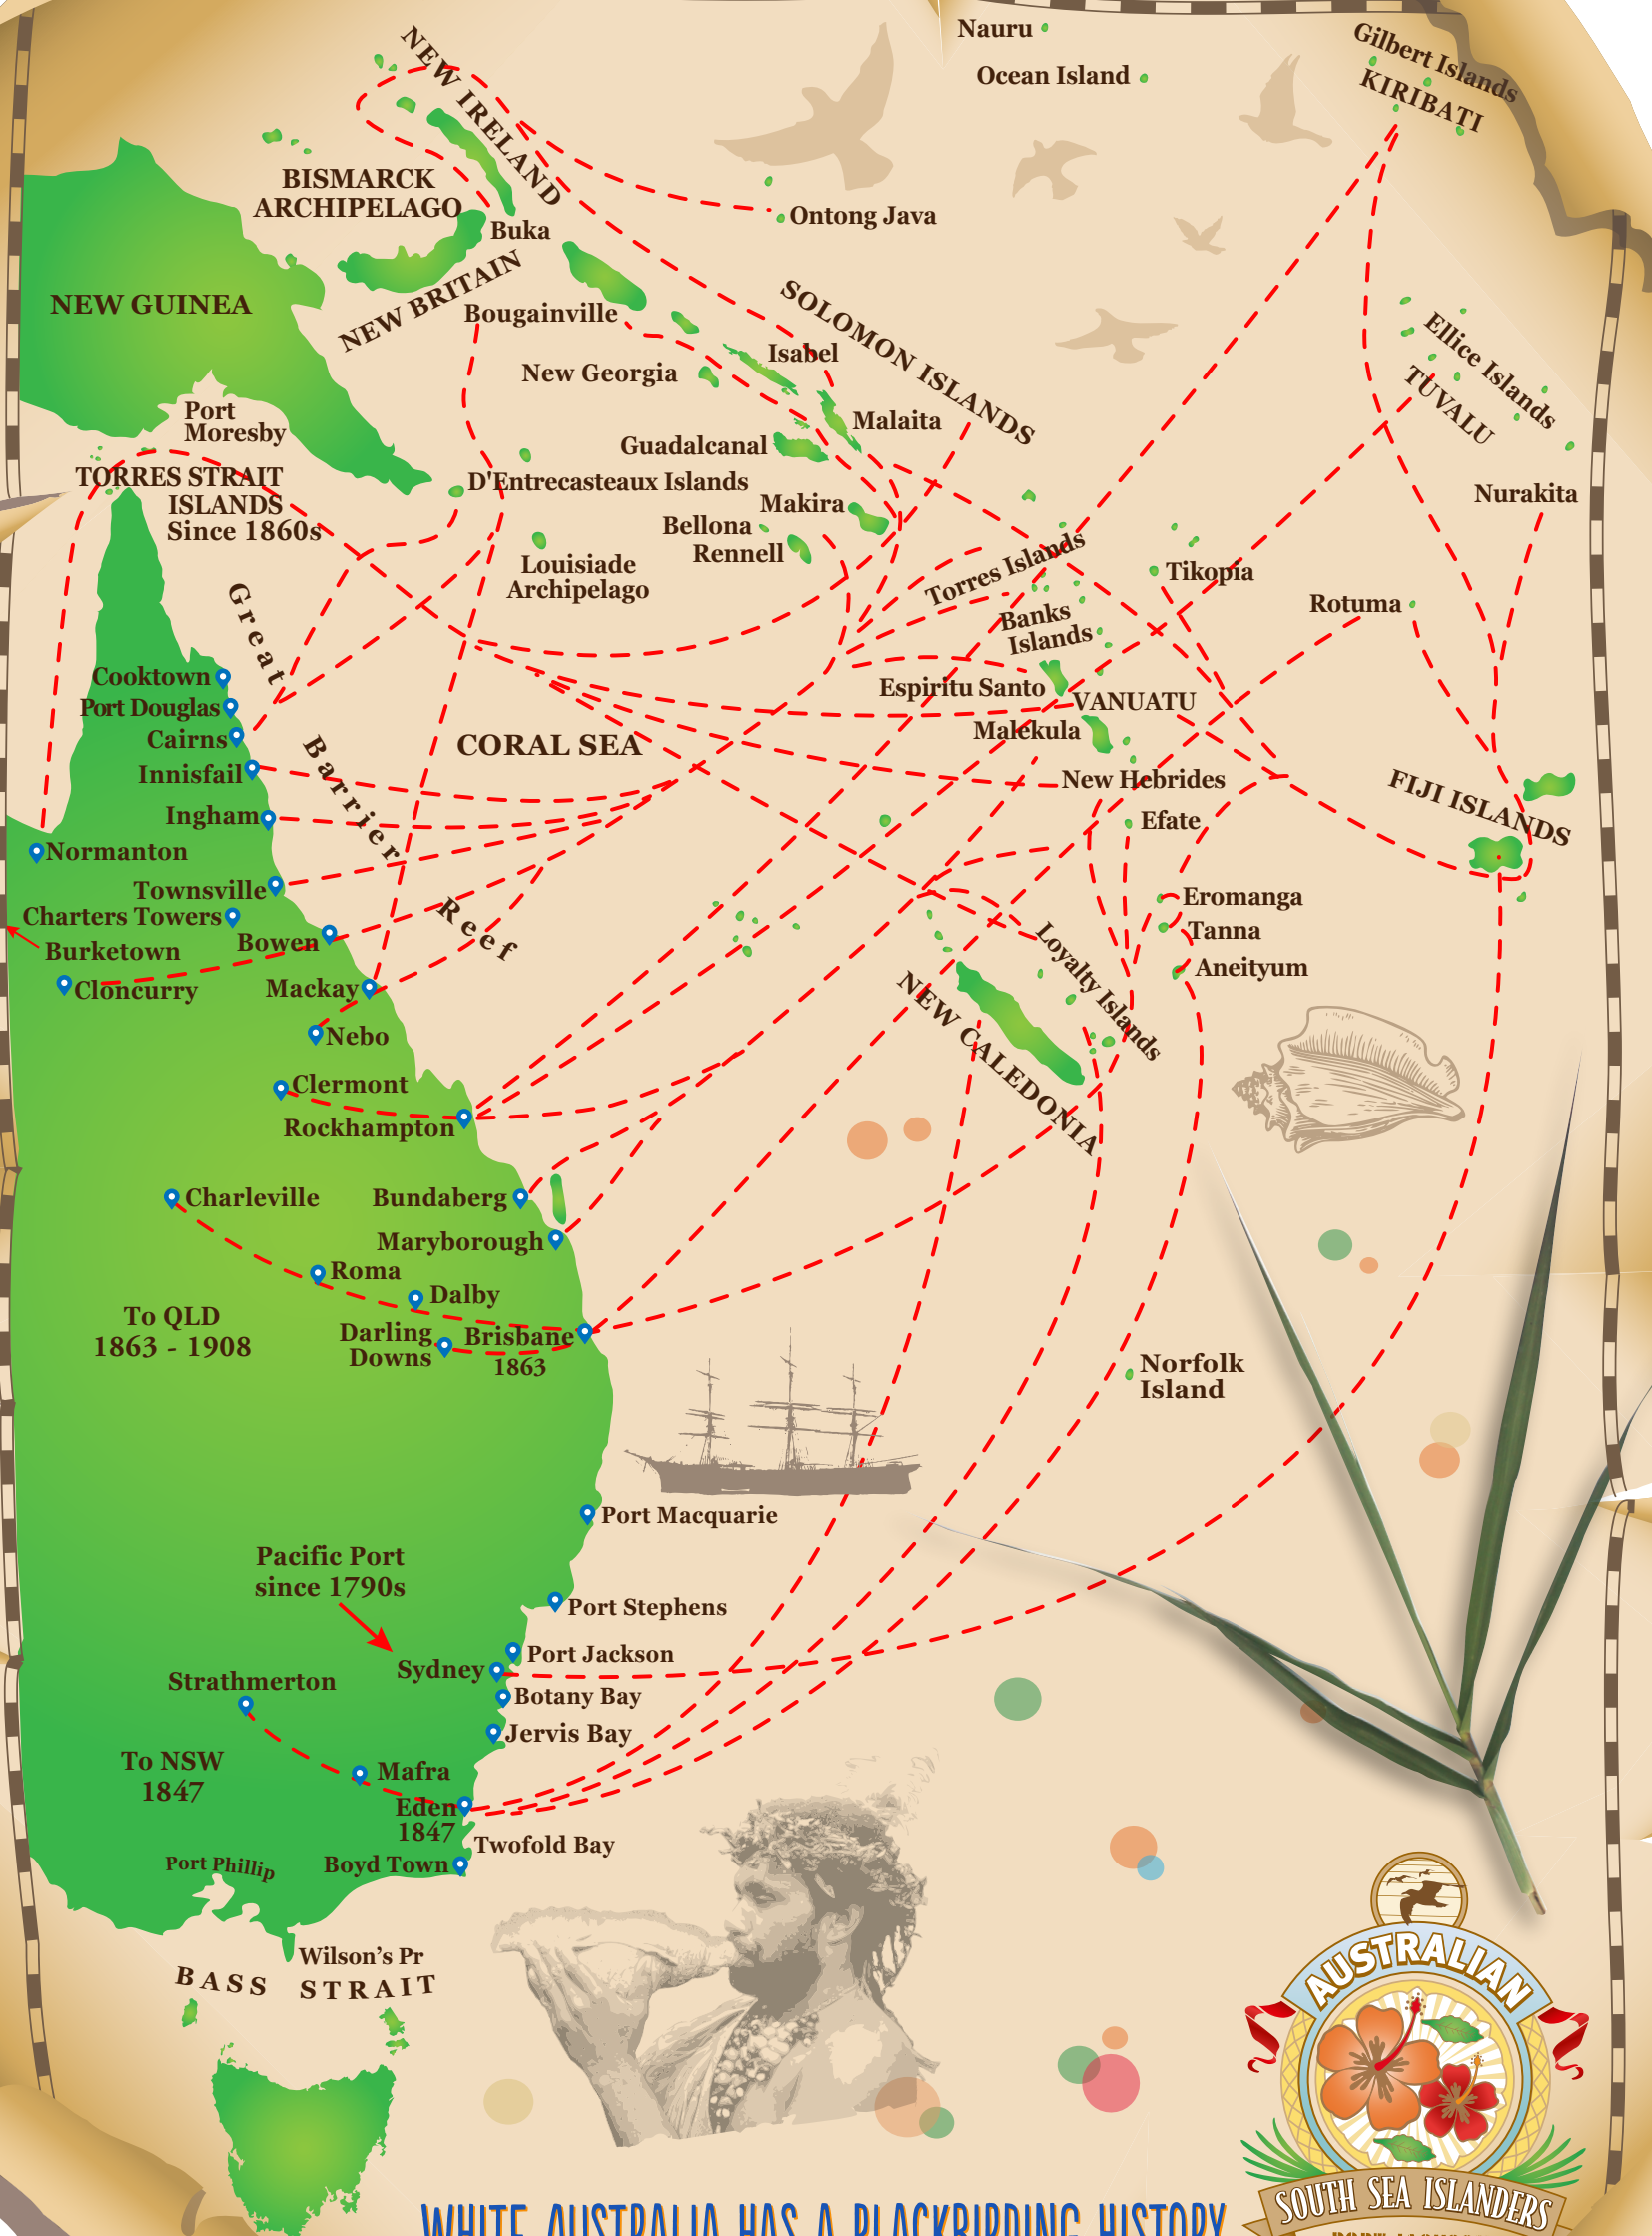 Nauru
Ocean Island
Gilbert Islands
KIRIBATI
NEW IRELAND
BISMARCK
ARCHIPELAGO
Ontong Java
Buka
NEW BRITAIN
NEW GUINEA
Bougainville
SOLOMON ISLANDS
Isabel
New Georgia
Ellice Islands
TUVALU
Port
Moresby
Malaita
Guadalcanal
TORRES STRAIT
ISLANDS
Since 1860s
D'Entrecasteaux Islands
Makira
Bellona
Rennell
Nurakita
Louisiade
Archipelago
Torres Islands
Tikopia
Banks
Islands
Rotuma
Great
Barrier
Reef
Cooktown
Port Douglas
Cairns
Innisfail
Ingham
Normanton
Townsville
Charters Towers
Burketown
Bowen
Cloncurry
Mackay
Nebo
CORAL SEA
Espiritu Santo
VANUATU
Malekula
New Hebrides
Efate
FIJI ISLANDS
Eromanga
Tanna
Aneityum
Loyalty Islands
NEW CALEDONIA
Clermont
Rockhampton
Charleville
Bundaberg
Maryborough
Roma
Dalby
To QLD
1863 - 1908
Darling
Downs
Brisbane
1863
Norfolk
Island
Port Macquarie
Pacific Port
since 1790s
Port Stephens
Port Jackson
Sydney
Strathmerton
Botany Bay
Jervis Bay
To NSW
1847
Mafra
Eden
1847
Twofold Bay
Port Phillip
Boyd Town
Wilson's Pr
BASS STRAIT
AUSTRALIAN
SOUTH SEA ISLANDERS
WHITE AUSTRALIA HAS A BLACKBIRDING HISTORY